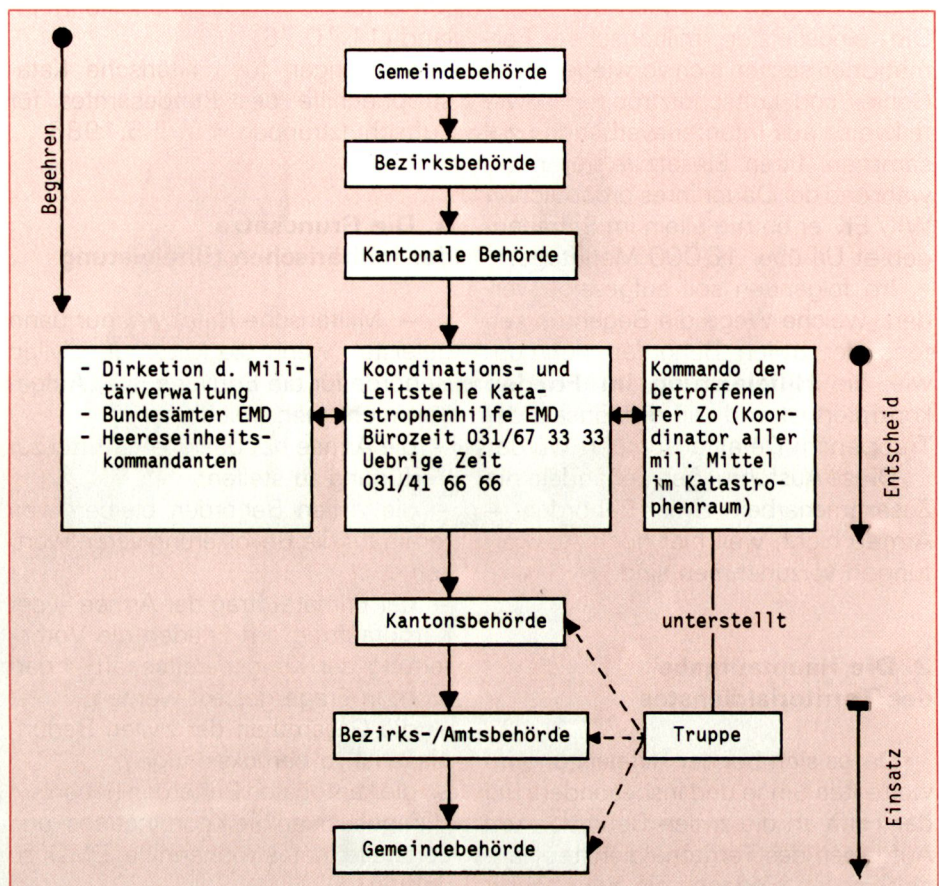 Gemeindebehörde
Bezirksbehörde
Begehren
Kantonale Behörde
- Dirketion d. Mili-
tärverwaltung
- Bundesämter EMD
- Heereseinheits-
kommandanten
Koordinations- und
Leitstelle Kata-
strophenhilfe EMD
Bürozeit 031/67 33 33
Uebrige Zeit
031/41 66 66
Kommando der
betroffenen
Ter Zo (Koor-
dinator aller
mil. Mittel
im Katastro-
phenraum)
Entscheid
Kantonsbehörde
unterstellt
Bezirks-/Amtsbehörde
Truppe
Einsatz
Gemeindebehörde